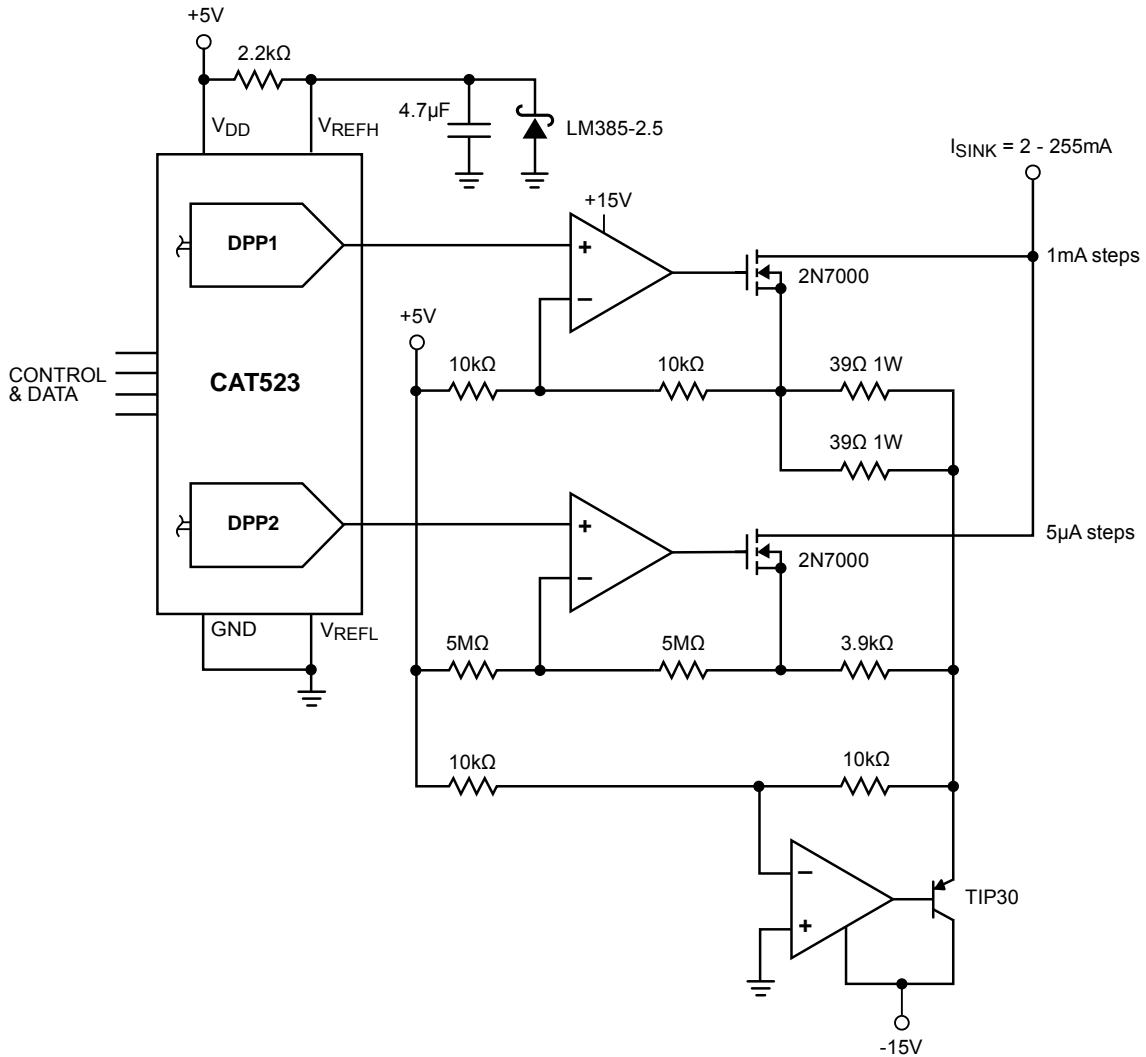 +5V
2.2kΩ
VDD
VREFH
4.7µF
LM385-2.5
ISINK = 2 - 255mA
+15V
DPP1
+
−
2N7000
1mA steps
+5V
10kΩ
10kΩ
39Ω 1W
CONTROL
& DATA
CAT523
39Ω 1W
DPP2
+
−
2N7000
5µA steps
GND
VREFL
5MΩ
5MΩ
3.9kΩ
10kΩ
10kΩ
−
+
TIP30
-15V